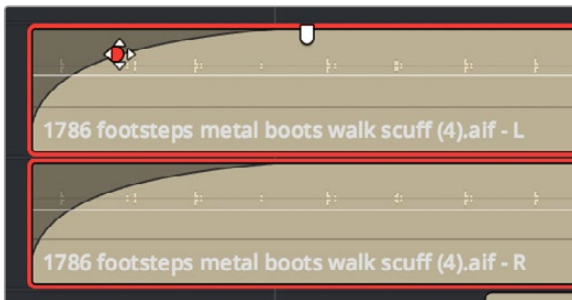 1786 footsteps metal boots walk scuff (4).aif - L
1786 footsteps metal boots walk scuff (4).aif - R